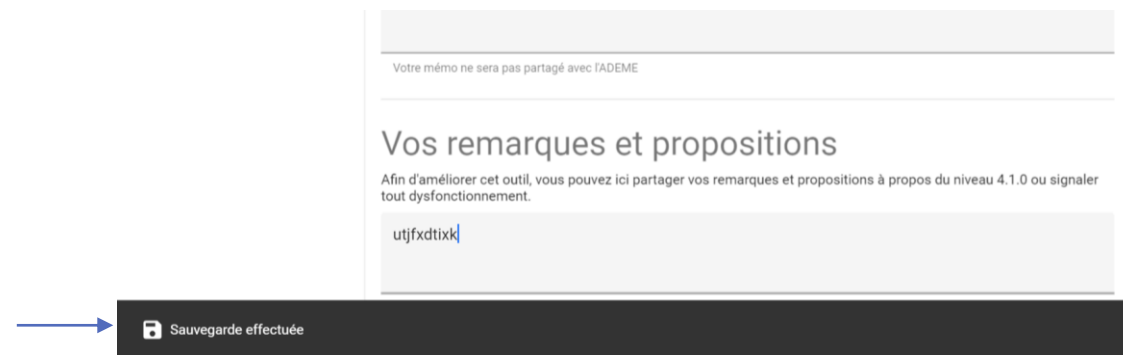 Votre mémo ne sera pas partagé avec l'ADEME
Vos remarques et propositions
Afin d'améliorer cet outil, vous pouvez ici partager vos remarques et propositions à propos du niveau 4.1.0 ou signaler
tout dysfonctionnement.
utjfxdtixk
Sauvegarde effectuée